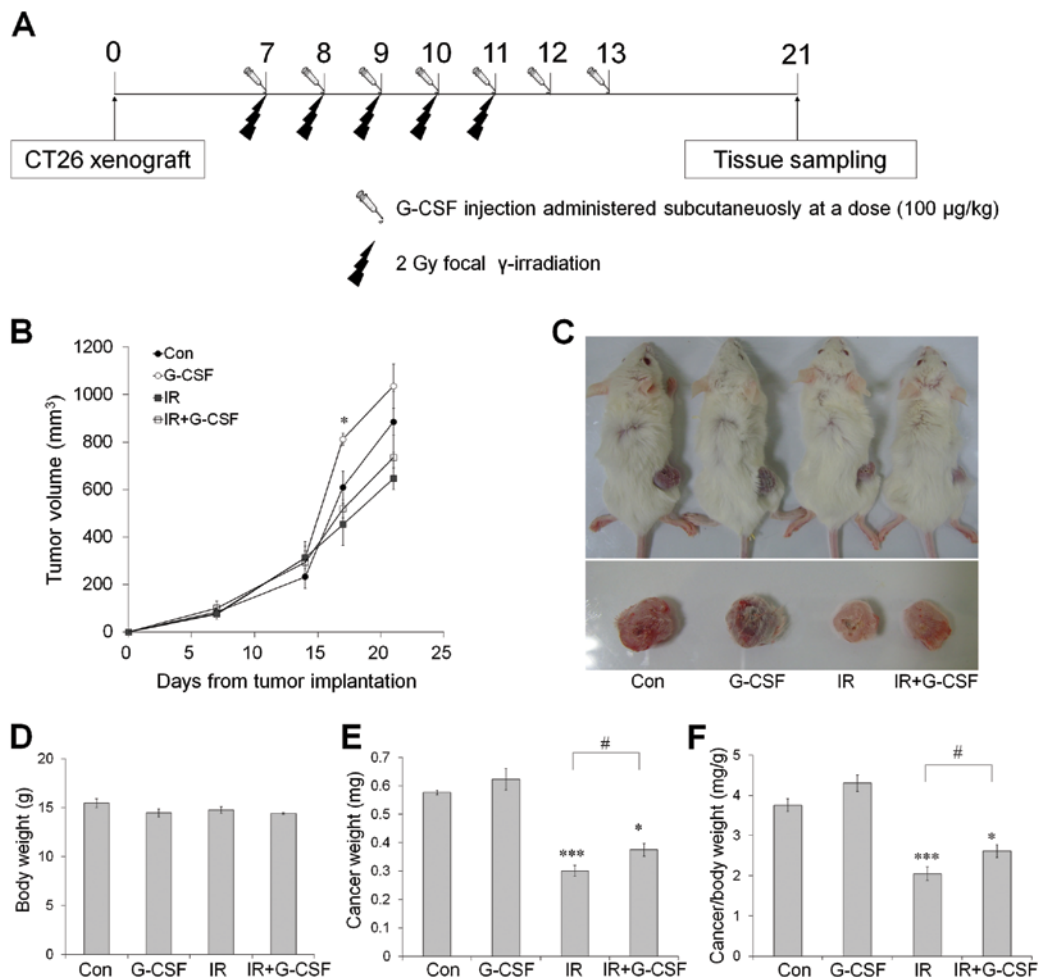 A
0 7 8 9 10 11 12 13 21
CT26 xenograft
Tissue sampling
G-CSF injection administered subcutaneuosly at a dose (100 µg/kg)
2 Gy focal γ-irradiation
B
Tumor volume (mm³)
1200
1000
800
600
400
200
0
Con
G-CSF
IR
IR+G-CSF
*
0 5 10 15 20 25
Days from tumor implantation
C
Con G-CSF IR IR+G-CSF
D
Body weight (g)
20
15
10
5
0
Con G-CSF IR IR+G-CSF
E
Cancer weight (mg)
0.7
0.6
0.5
0.4
0.3
0.2
0.1
0
#
***
*
Con G-CSF IR IR+G-CSF
F
Cancer/body weight (mg/g)
5
4
3
2
1
0
#
***
*
Con G-CSF IR IR+G-CSF